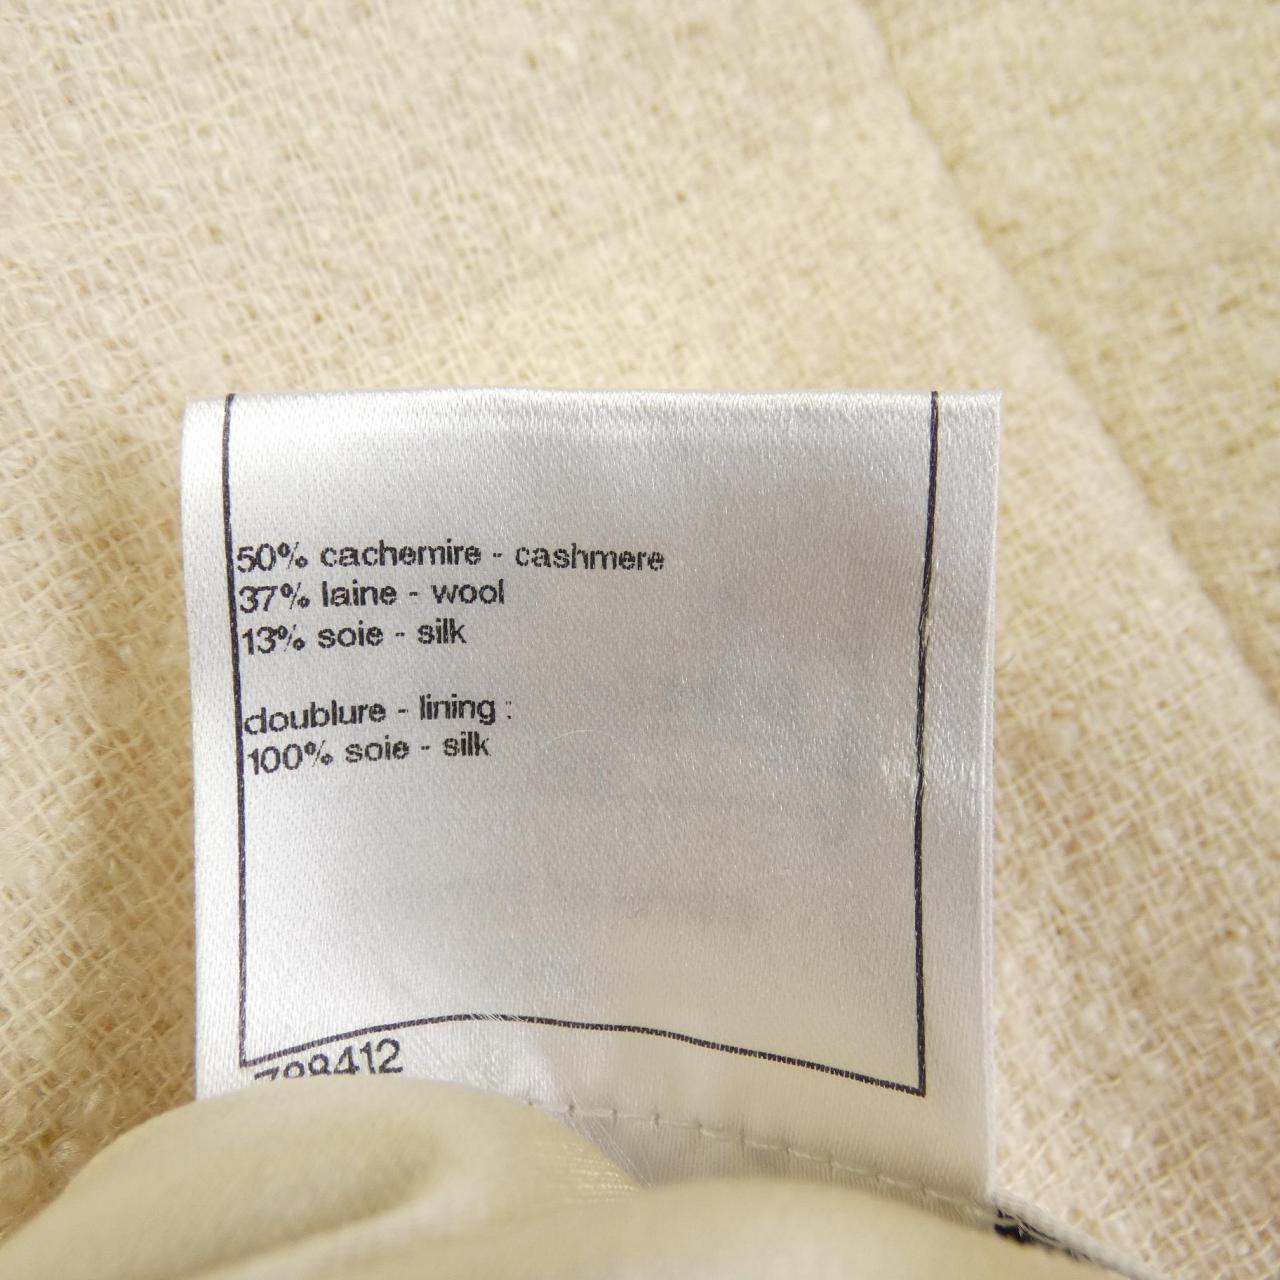 50% cachemire - cashmere
37% laine - wool
13% soie - silk
doublure - lining :
100% soie - silk